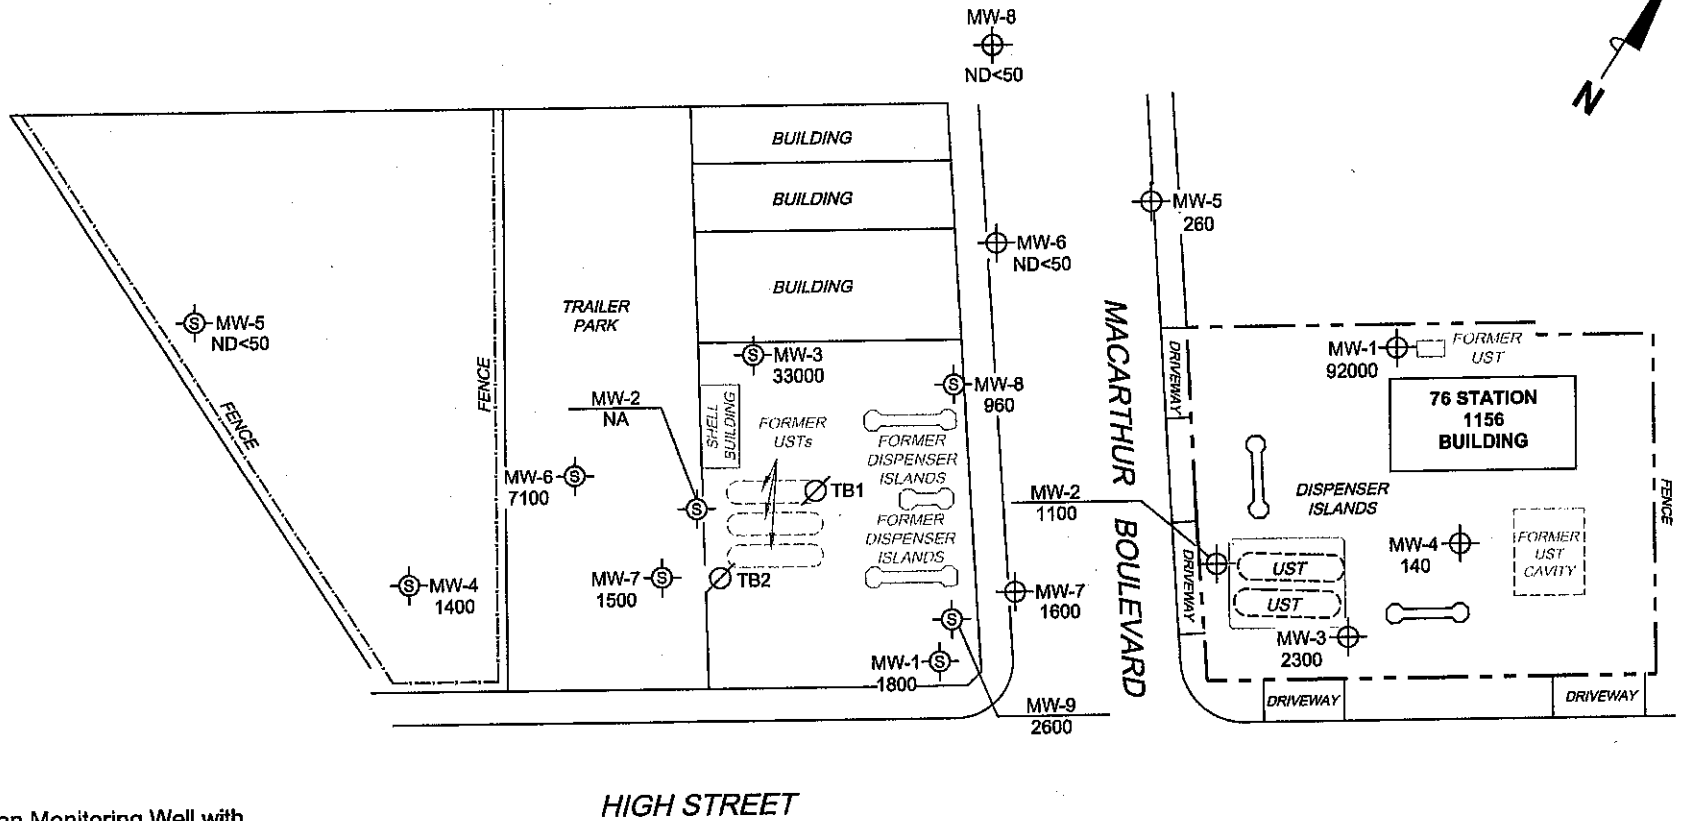 MW-8
ND<50
N
BUILDING
BUILDING
BUILDING
MW-5
260
MW-6
ND<50
TRAILER
PARK
MW-5
ND<50
FENCE
FENCE
MW-3
33000
MW-8
960
MW-2
NA
SHELL
BUILDING
FORMER
USTs
FORMER
DISPENSER
ISLANDS
FORMER
DISPENSER
ISLANDS
MW-6
7100
TB1
TB2
MW-4
1400
MW-7
1500
MW-1
1800
MW-9
2600
MW-7
1600
MW-2
1100
MACARTHUR BOULEVARD
DRIVEWAY
DRIVEWAY
MW-1
92000
FORMER
UST
76 STATION
1156
BUILDING
DISPENSER
ISLANDS
FENCE
UST
UST
MW-4
140
FORMER
UST
CAVITY
MW-3
2300
DRIVEWAY
DRIVEWAY
HIGH STREET
Monitoring Well with